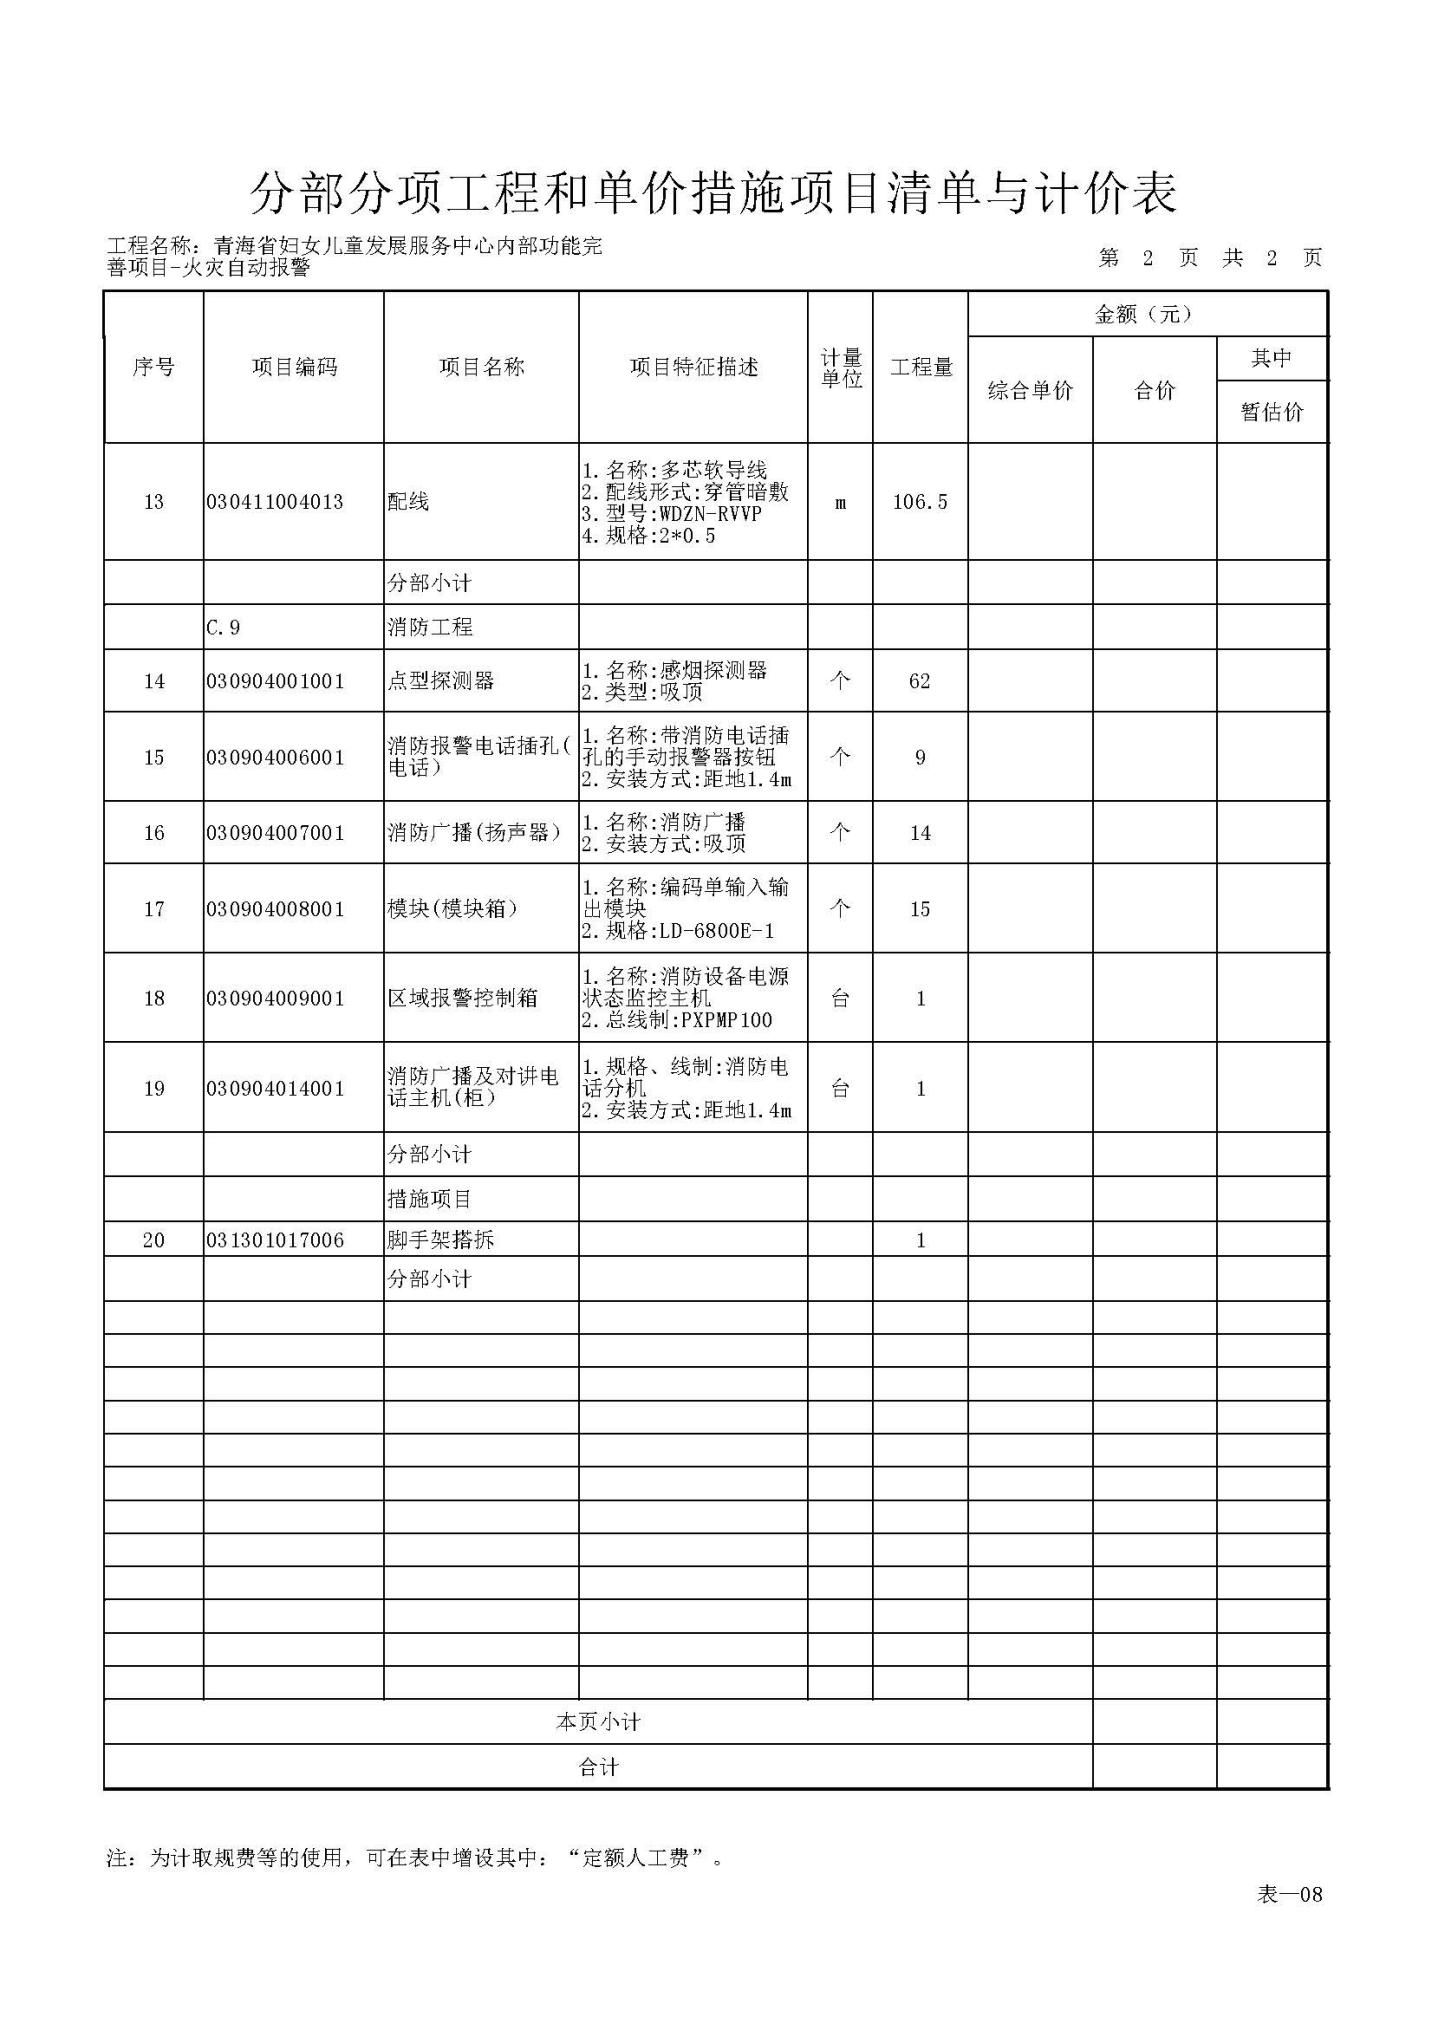 分部分项工程和单价措施项目清单与计价表
工程名称：青海省妇女儿童发展服务中心内部功能完
善项目-火灾自动报警
第 2 页 共 2 页
序号 项目编码 项目名称 项目特征描述 计量
单位 工程量 金额（元）
综合单价 合价 其中
暂估价
13 030411004013 配线 1.名称:多芯软导线
2.配线形式:穿管暗敷
3.型号:WDZN-RVVP
4.规格:2*0.5 m 106.5
分部小计
C.9 消防工程
14 030904001001 点型探测器 1.名称:感烟探测器
2.类型:吸顶 个 62
15 030904006001 消防报警电话插孔(
电话) 1.名称:带消防电话插
孔的手动报警器按钮
2.安装方式:距地1.4m 个 9
16 030904007001 消防广播(扬声器) 1.名称:消防广播
2.安装方式:吸顶 个 14
17 030904008001 模块(模块箱) 1.名称:编码单输入输
出模块
2.规格:LD-6800E-1 个 15
18 030904009001 区域报警控制箱 1.名称:消防设备电源
状态监控主机
2.总线制:PXPMP100 台 1
19 030904014001 消防广播及对讲电
话主机(柜) 1.规格、线制:消防电
话分机
2.安装方式:距地1.4m 台 1
分部小计
措施项目
20 031301017006 脚手架搭拆 1
分部小计
本页小计
合计
注：为计取规费等的使用，可在表中增设其中：“定额人工费”。
表—08